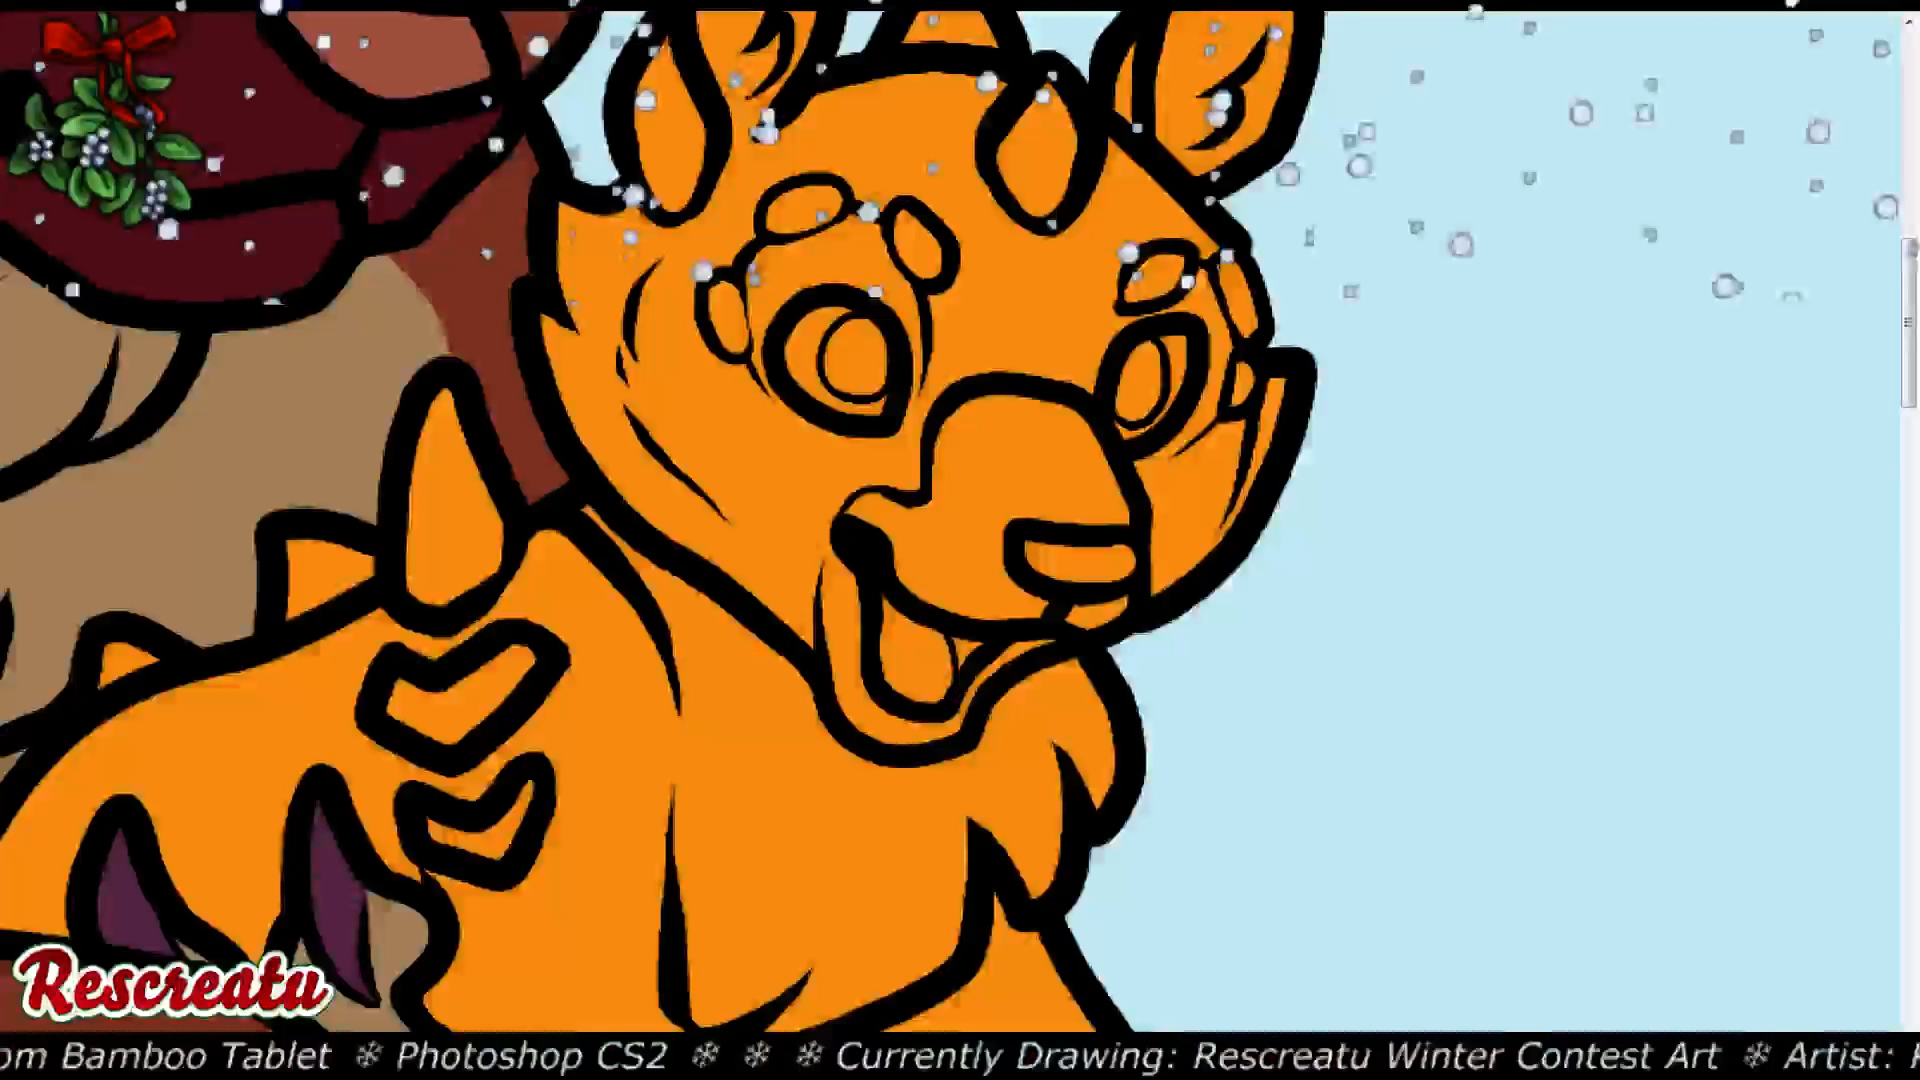 Rescreatu
om Bamboo Tablet ❄ Photoshop CS2 ❄ ❄ ❄ Currently Drawing: Rescreatu Winter Contest Art ❄ Artist: